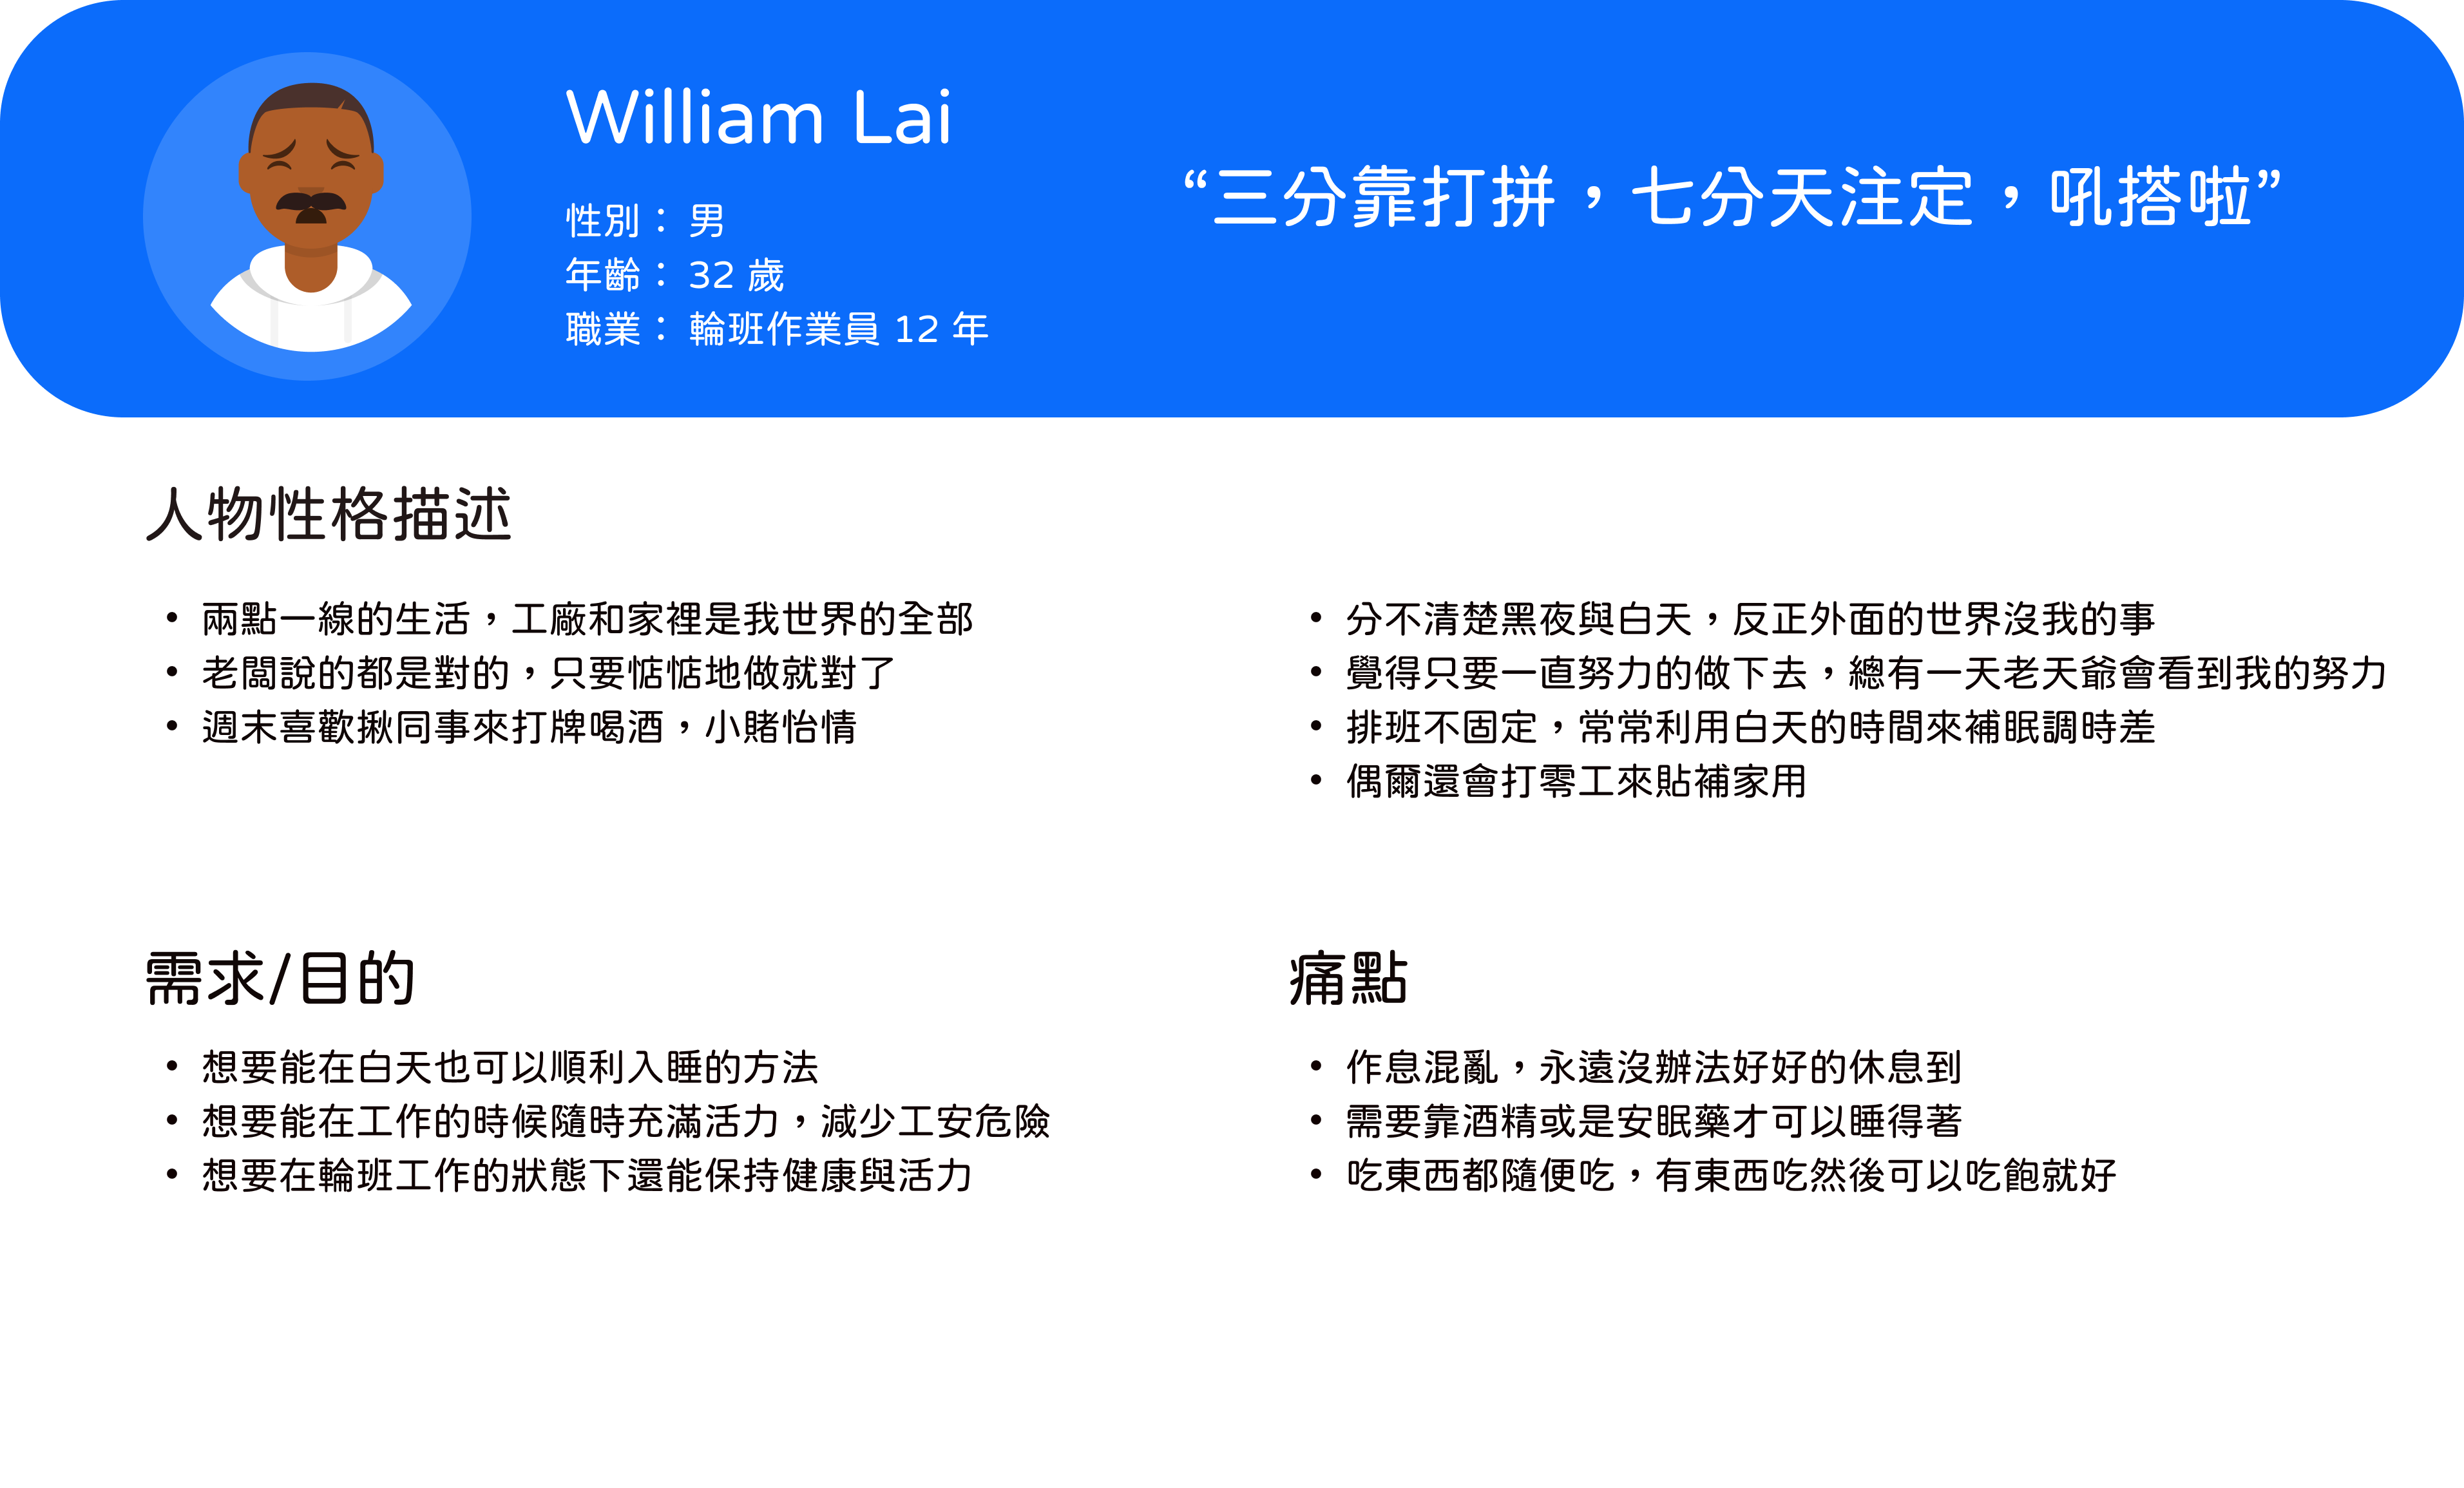 William Lai
性別： 男
年齡： 32 歲
職業： 輪班作業員 12 年
“三分靠打拼，七分天注定，吼搭啦”
人物性格描述
• 兩點一線的生活，工廠和家裡是我世界的全部
• 老闆說的都是對的，只要惦惦地做就對了
• 週末喜歡揪同事來打牌喝酒，小賭怡情
• 分不清楚黑夜與白天，反正外面的世界沒我的事
• 覺得只要一直努力的做下去，總有一天老天爺會看到我的努力
• 排班不固定，常常利用白天的時間來補眠調時差
• 偶爾還會打零工來貼補家用
需求/目的
• 想要能在白天也可以順利入睡的方法
• 想要能在工作的時候隨時充滿活力，減少工安危險
• 想要在輪班工作的狀態下還能保持健康與活力
痛點
• 作息混亂，永遠沒辦法好好的休息到
• 需要靠酒精或是安眠藥才可以睡得著
• 吃東西都隨便吃，有東西吃然後可以吃飽就好